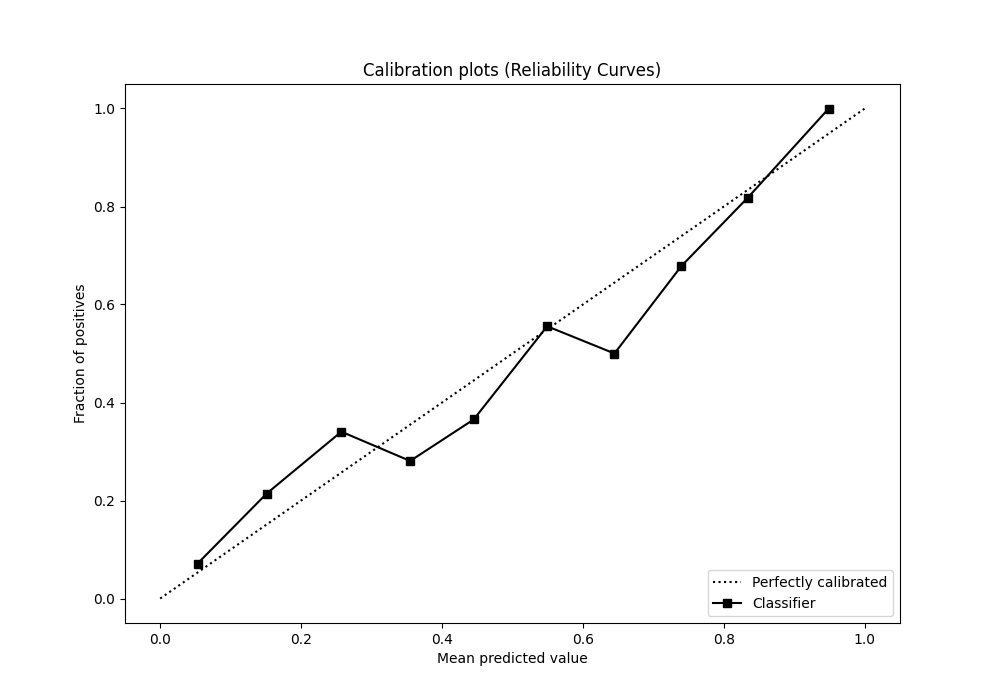 Calibration plots (Reliability Curves)
Fraction of positives
1.0
0.8
0.6
0.4
0.2
0.0
0.0 0.2 0.4 0.6 0.8 1.0
Mean predicted value
Perfectly calibrated
Classifier